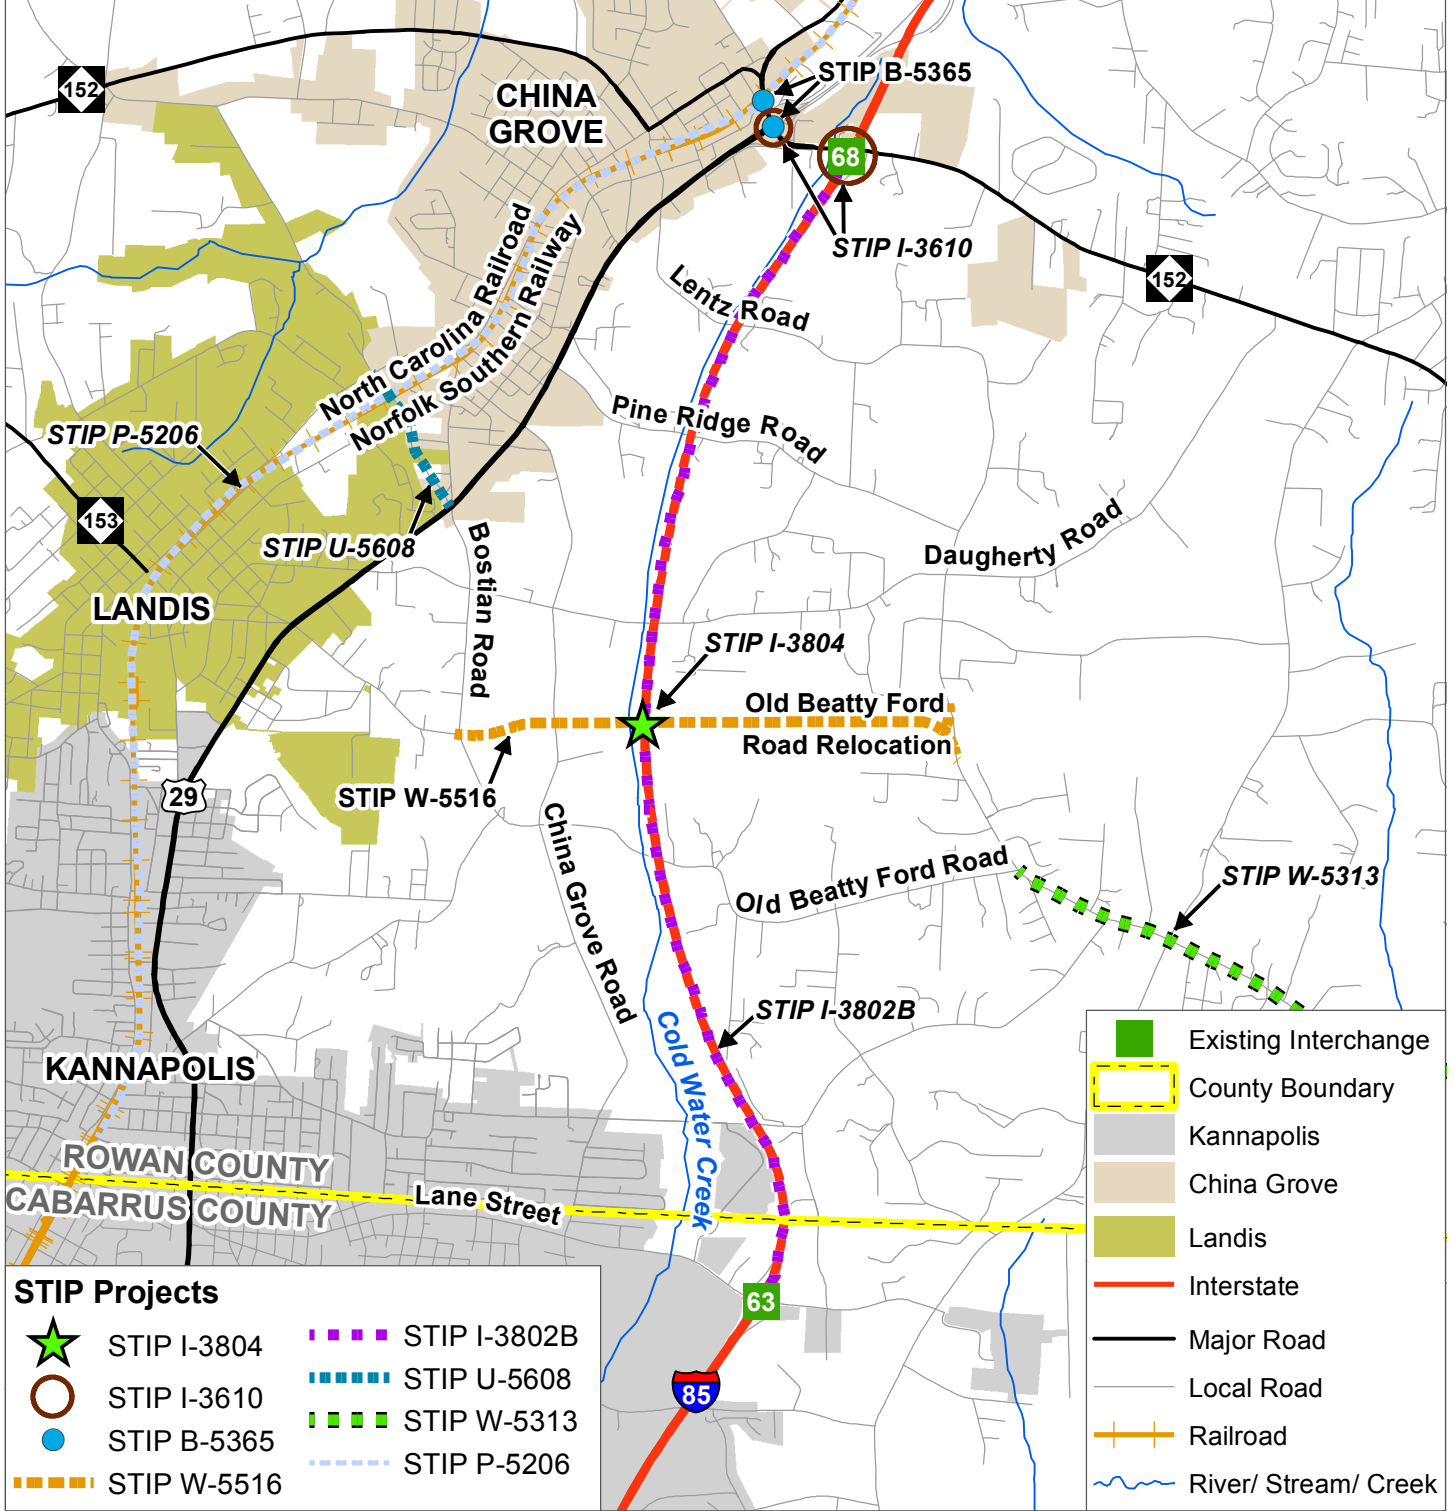 152
CHINA
GROVE
STIP B-5365
68
STIP I-3610
152
Lentz Road
North Carolina Railroad
Norfolk Southern Railway
Pine Ridge Road
STIP P-5206
153
STIP U-5608
Daugherty Road
Bostian Road
LANDIS
STIP I-3804
Old Beatty Ford
Road Relocation
29
STIP W-5516
China Grove Road
Old Beatty Ford Road
STIP W-5313
STIP I-3802B
Cold Water Creek
KANNAPOLIS
ROWAN COUNTY
CABARRUS COUNTY
Lane Street
63
85
STIP Projects
STIP I-3804
STIP I-3610
STIP B-5365
STIP W-5516
STIP I-3802B
STIP U-5608
STIP W-5313
STIP P-5206
Existing Interchange
County Boundary
Kannapolis
China Grove
Landis
Interstate
Major Road
Local Road
Railroad
River/ Stream/ Creek